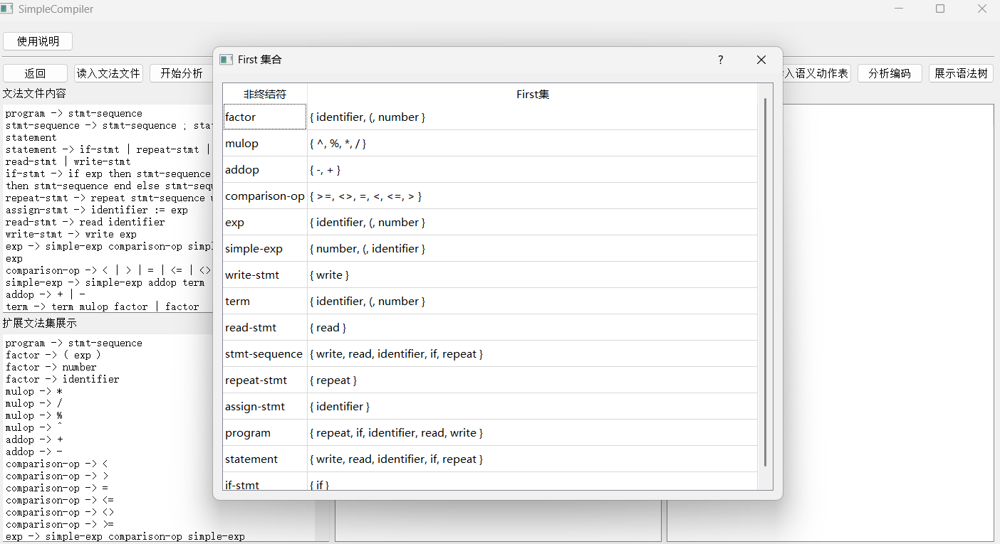 SimpleCompiler
使用说明
返回
读入文法文件
开始分析
入语义动作表
分析编码
展示语法树
文法文件内容
program -> stmt-sequence
stmt-sequence -> stmt-sequence ;
statement
statement -> if-stmt | repeat-stmt |
read-stmt | write-stmt
if-stmt -> if exp then stmt-sequence
then stmt-sequence end else
repeat-stmt -> repeat stmt-sequence
assign-stmt -> identifier := exp
read-stmt -> read identifier
write-stmt -> write exp
exp -> simple-exp comparison-op
exp
comparison-op -> < | > | = | <= | <>
simple-exp -> simple-exp addop term
addop -> + | -
term -> term mulop factor | factor
扩展文法集展示
program -> stmt-sequence
factor -> ( exp )
factor -> number
factor -> identifier
mulop -> *
mulop -> /
mulop -> %
mulop -> ^
addop -> +
addop -> -
comparison-op -> <
comparison-op -> >
comparison-op -> =
comparison-op -> <=
comparison-op -> <>
comparison-op -> >=
exp -> simple-exp comparison-op simple-exp
First 集合
?
非终结符 First集
factor { identifier, (, number }
mulop { ^, %, *, / }
addop { -, + }
comparison-op { >=, <>, =, <, <=, > }
exp { identifier, (, number }
simple-exp { number, (, identifier }
write-stmt { write }
term { identifier, (, number }
read-stmt { read }
stmt-sequence { write, read, identifier, if, repeat }
repeat-stmt { repeat }
assign-stmt { identifier }
program { repeat, if, identifier, read, write }
statement { write, read, identifier, if, repeat }
if-stmt { if }